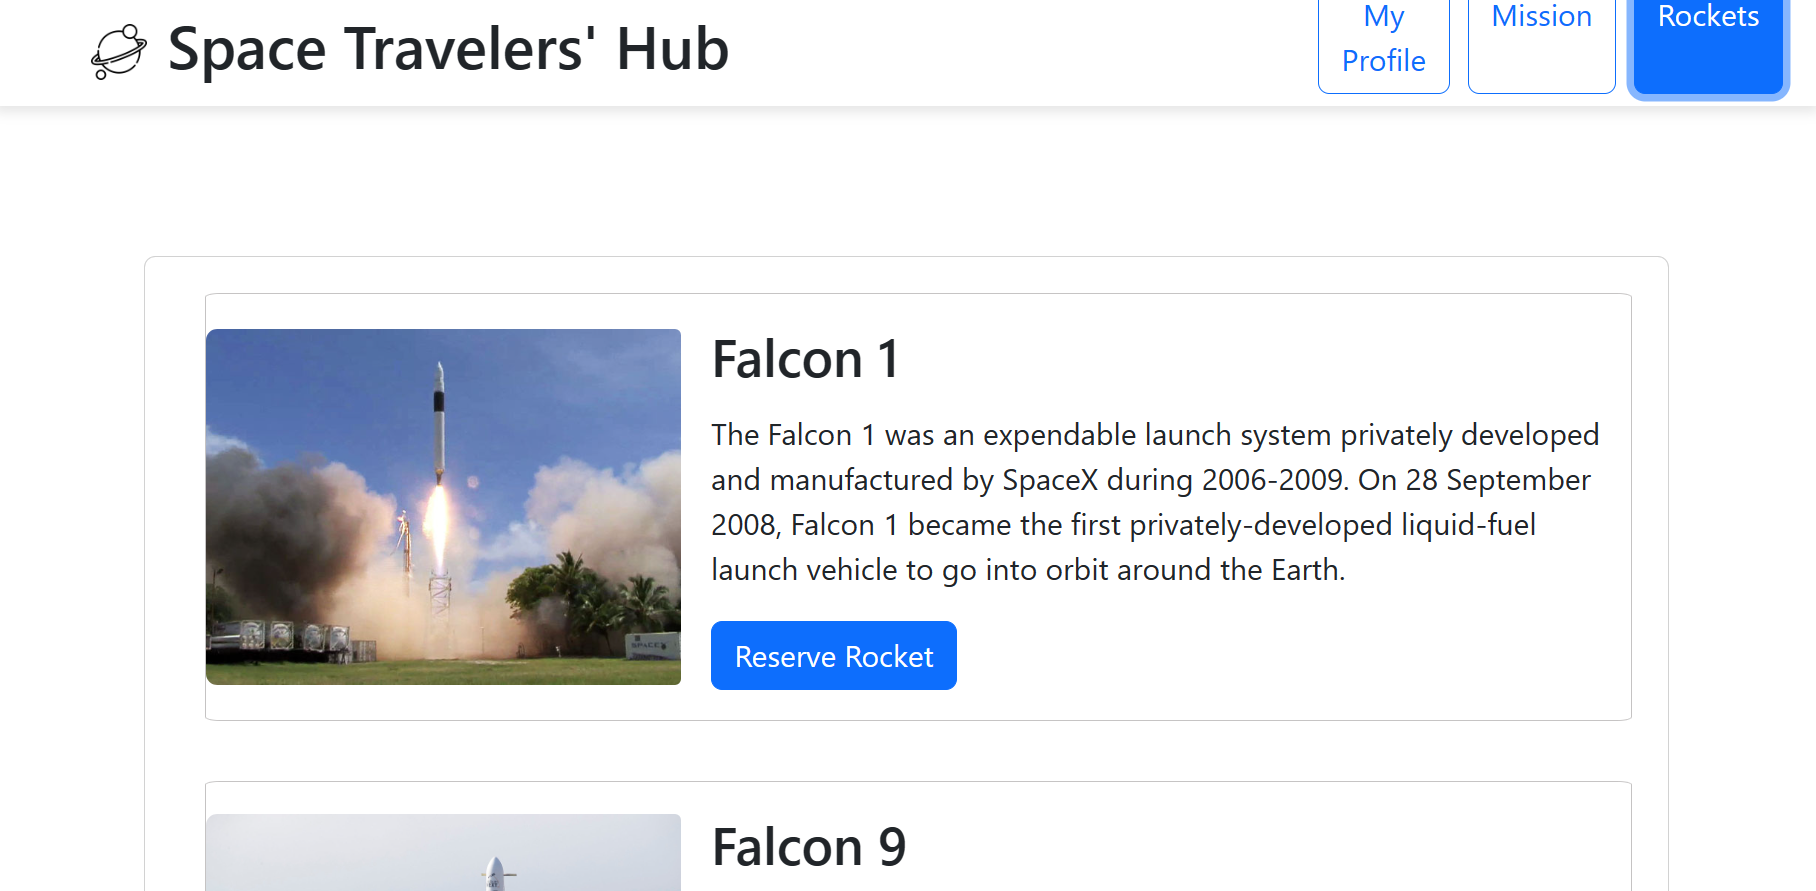 Space Travelers' Hub
My
Profile
Mission
Rockets
Falcon 1
The Falcon 1 was an expendable launch system privately developed
and manufactured by SpaceX during 2006-2009. On 28 September
2008, Falcon 1 became the first privately-developed liquid-fuel
launch vehicle to go into orbit around the Earth.
SPACEX
Reserve Rocket
Falcon 9